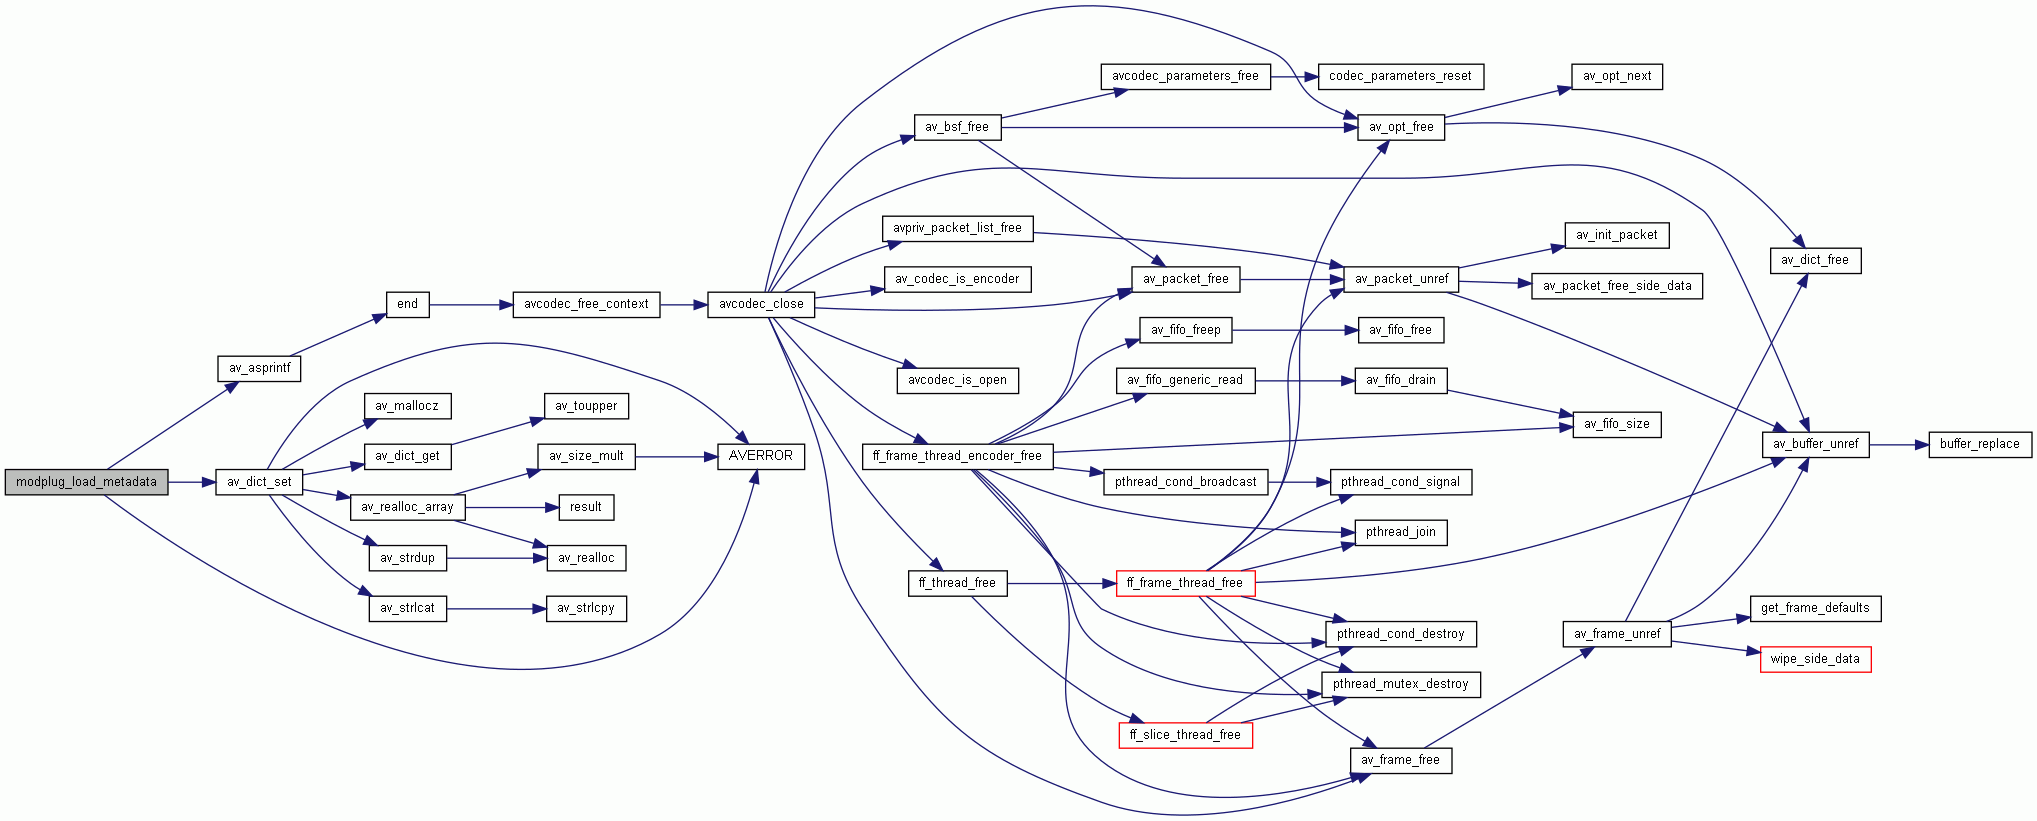 modplug_load_metadata
av_asprintf
av_dict_set
end
av_mallocz
av_dict_get
av_realloc_array
av_strdup
av_strlcat
avcodec_free_context
av_toupper
av_size_mult
result
av_realloc
av_strlcpy
avcodec_close
AVERROR
av_bsf_free
avpriv_packet_list_free
av_codec_is_encoder
avcodec_is_open
ff_frame_thread_encoder_free
ff_thread_free
avcodec_parameters_free
av_packet_free
av_fifo_freep
av_fifo_generic_read
pthread_cond_broadcast
ff_frame_thread_free
ff_slice_thread_free
codec_parameters_reset
av_opt_free
av_packet_unref
av_fifo_free
av_fifo_drain
pthread_cond_signal
pthread_join
pthread_cond_destroy
pthread_mutex_destroy
av_frame_free
av_opt_next
av_init_packet
av_packet_free_side_data
av_fifo_size
av_frame_unref
av_dict_free
av_buffer_unref
get_frame_defaults
wipe_side_data
buffer_replace